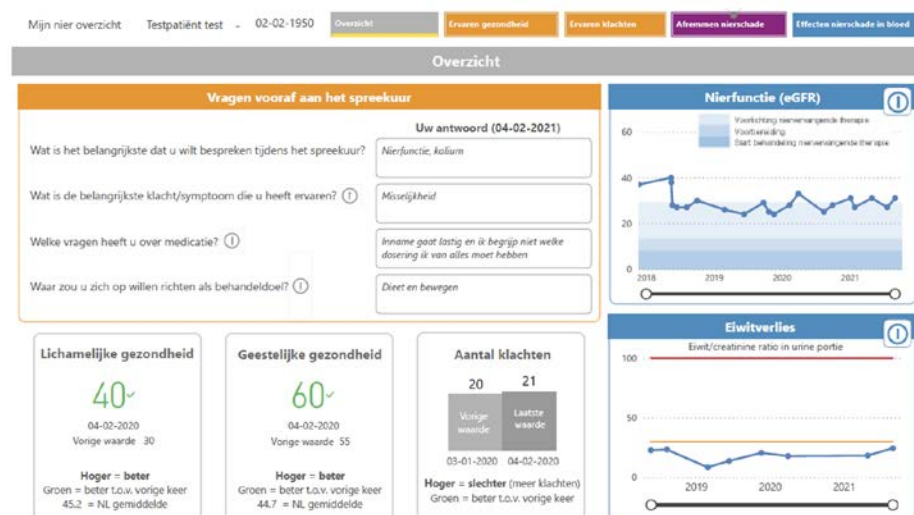 Mijn nier overzicht
Testpatiënt test - 02-02-1950
Overzicht
Ervaren gezondheid
Ervaren klachten
Afremmen nierschade
Effecten nierschade in bloed
Overzicht
Vragen vooraf aan het spreekuur
Uw antwoord (04-02-2021)
Wat is het belangrijkste dat u wilt bespreken tijdens het spreekuur?
Nierfunctie, kalium
Wat is de belangrijkste klacht/symptoom die u heeft ervaren?
Misselijkheid
Welke vragen heeft u over medicatie?
Inname gaat lastig en ik begrijp niet welke
dosering ik van alles moet hebben
Waar zou u zich op willen richten als behandeldoel?
Dieet en bewegen
Nierfunctie (eGFR)
Voorlichting niervervangende therapie
Voorbereiding
Start behandeling niervervangende therapie
60
40
20
0
2018 2019 2020 2021
Lichamelijke gezondheid
40
04-02-2020
Vorige waarde 30
Hoger = beter
Groen = beter t.o.v. vorige keer
45.2 = NL gemiddelde
Geestelijke gezondheid
60
04-02-2020
Vorige waarde 55
Hoger = beter
Groen = beter t.o.v. vorige keer
44.7 = NL gemiddelde
Aantal klachten
20 21
Vorige
waarde
Laatste
waarde
03-01-2020 04-02-2020
Hoger = slechter (meer klachten)
Groen = beter t.o.v. vorige keer
Eiwitverlies
Eiwit/creatinine ratio in urine portie
100
50
0
2019 2020 2021